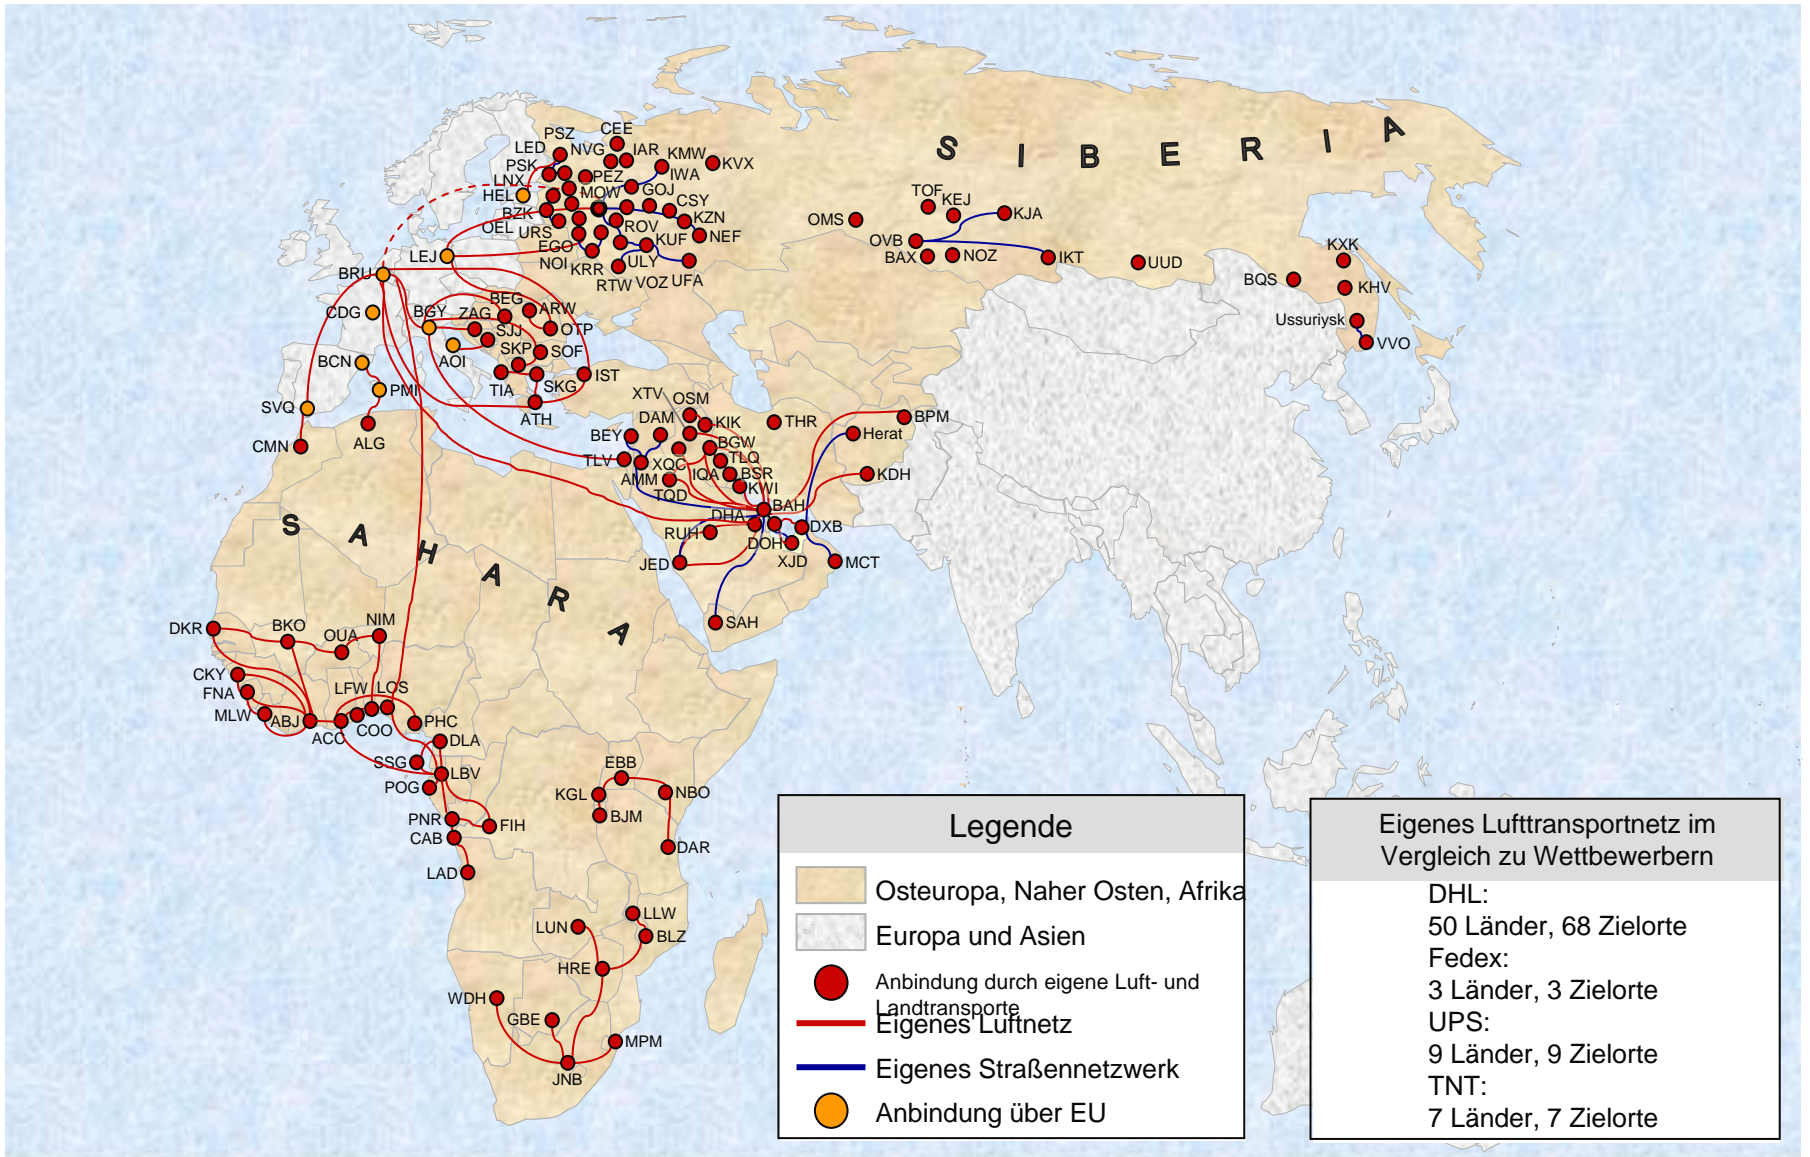 S I B E R I A
PSZ
CEE
LED
NVG
IAR
KMW
KVX
PSK
IWA
LNX
PEZ
HEL
MOW
GOJ
CSY
BZK
KZN
OEL
URS
ROV
NEF
EGO
KUF
NOI
KRR
ULY
RTW
VOZ
UFA
LEJ
BRU
TOF
KEJ
KJA
OMS
OVB
BAX
NOZ
IKT
UUD
KXK
BQS
KHV
Ussuriysk
VVO
CDG
BGY
ZAG
BEG
ARW
SJJ
OTP
BCN
AOI
SKP
SOF
PMI
TIA
SKG
IST
SVQ
ATH
CMN
ALG
XTV
OSM
DAM
KIK
THR
BPM
BEY
BGW
Herat
TLV
XQC
TLQ
AMM
IQA
BSR
KDH
TQD
KWI
BAH
DHA
RUH
DOH
DXB
JED
XJD
MCT
SAH
S A H A R A
DKR
BKO
OUA
NIM
CKY
FNA
LFW
LOS
MLW
ABJ
ACC
COO
PHC
DLA
SSG
LBV
POG
EBB
KGL
NBO
PNR
FIH
BJM
CAB
DAR
LAD
LLW
LUN
BLZ
HRE
WDH
GBE
MPM
JNB
Legende
Osteuropa, Naher Osten, Afrika
Europa und Asien
Anbindung durch eigene Luft- und
Landtransporte
Eigenes Luftnetz
Eigenes Straßennetzwerk
Anbindung über EU
Eigenes Lufttransportnetz im
Vergleich zu Wettbewerbern
DHL:
50 Länder, 68 Zielorte
Fedex:
3 Länder, 3 Zielorte
UPS:
9 Länder, 9 Zielorte
TNT:
7 Länder, 7 Zielorte